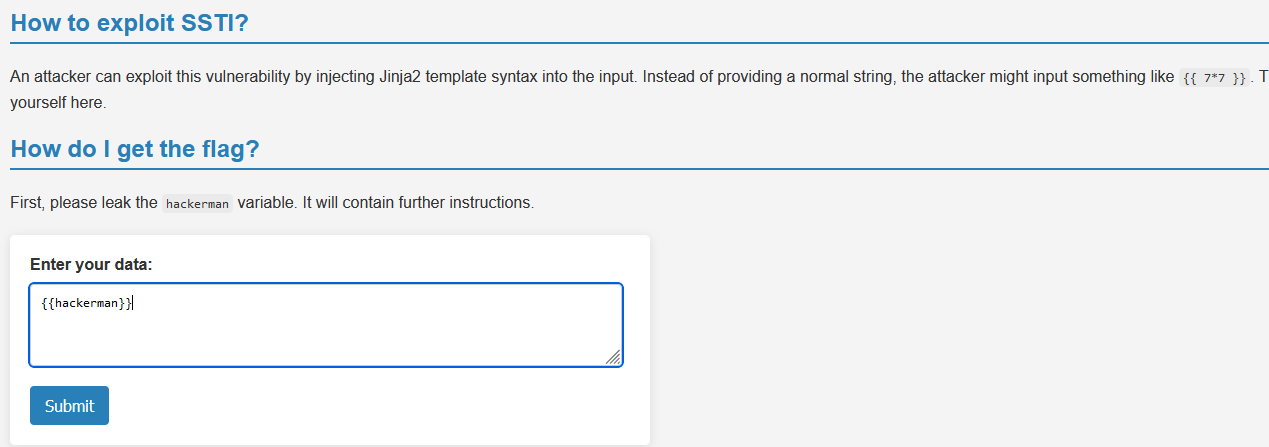 How to exploit SSTI?
An attacker can exploit this vulnerability by injecting Jinja2 template syntax into the input. Instead of providing a normal string, the attacker might input something like {{ 7*7 }}. T
yourself here.
How do I get the flag?
First, please leak the hackerman variable. It will contain further instructions.
Enter your data:
{{hackerman}}
Submit